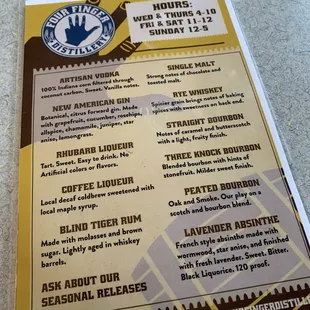 FOUR FINGER
DISTILLERY
HOURS:
WED & THURS 4-10
FRI & SAT 11-12
SUNDAY 12-5
ARTISAN VODKA
100% Indiana corn filtered through
coconut carbon. Sweet. Vanilla notes.
NEW AMERICAN GIN
Botanical, citrus forward gin. Made
with grapefruit, cucumber, rosehips,
allspice, chamomile, juniper, star
anise, lemongrass.
RHUBARB LIQUEUR
Tart. Sweet. Easy to drink. No
Artificial colors or flavors.
COFFEE LIQUEUR
Local decaf coldbrew sweetened with
local maple syrup.
BLIND TIGER RUM
Made with molasses and brown
sugar. Lightly aged in whiskey
barrels.
ASK ABOUT OUR
SEASONAL RELEASES
SINGLE MALT
Strong notes of chocolate and
toasted malt.
RYE WHISKEY
Spicier grain brings notes of baking
spices with sweetness on back end.
STRAIGHT BOURBON
Notes of caramel and butterscotch
with a light, fruity finish.
THREE KNOCK BOURBON
Blended bourbon with hints of
stonefruit. Milder sweet finish.
PEATED BOURBON
Oak and Smoke. Our play on a
scotch and bourbon blend.
LAVENDER ABSINTHE
French style absinthe made with
wormwood, star anise, and finished
with fresh lavender. Sweet. Bitter.
Black Liquorice. 120 proof.